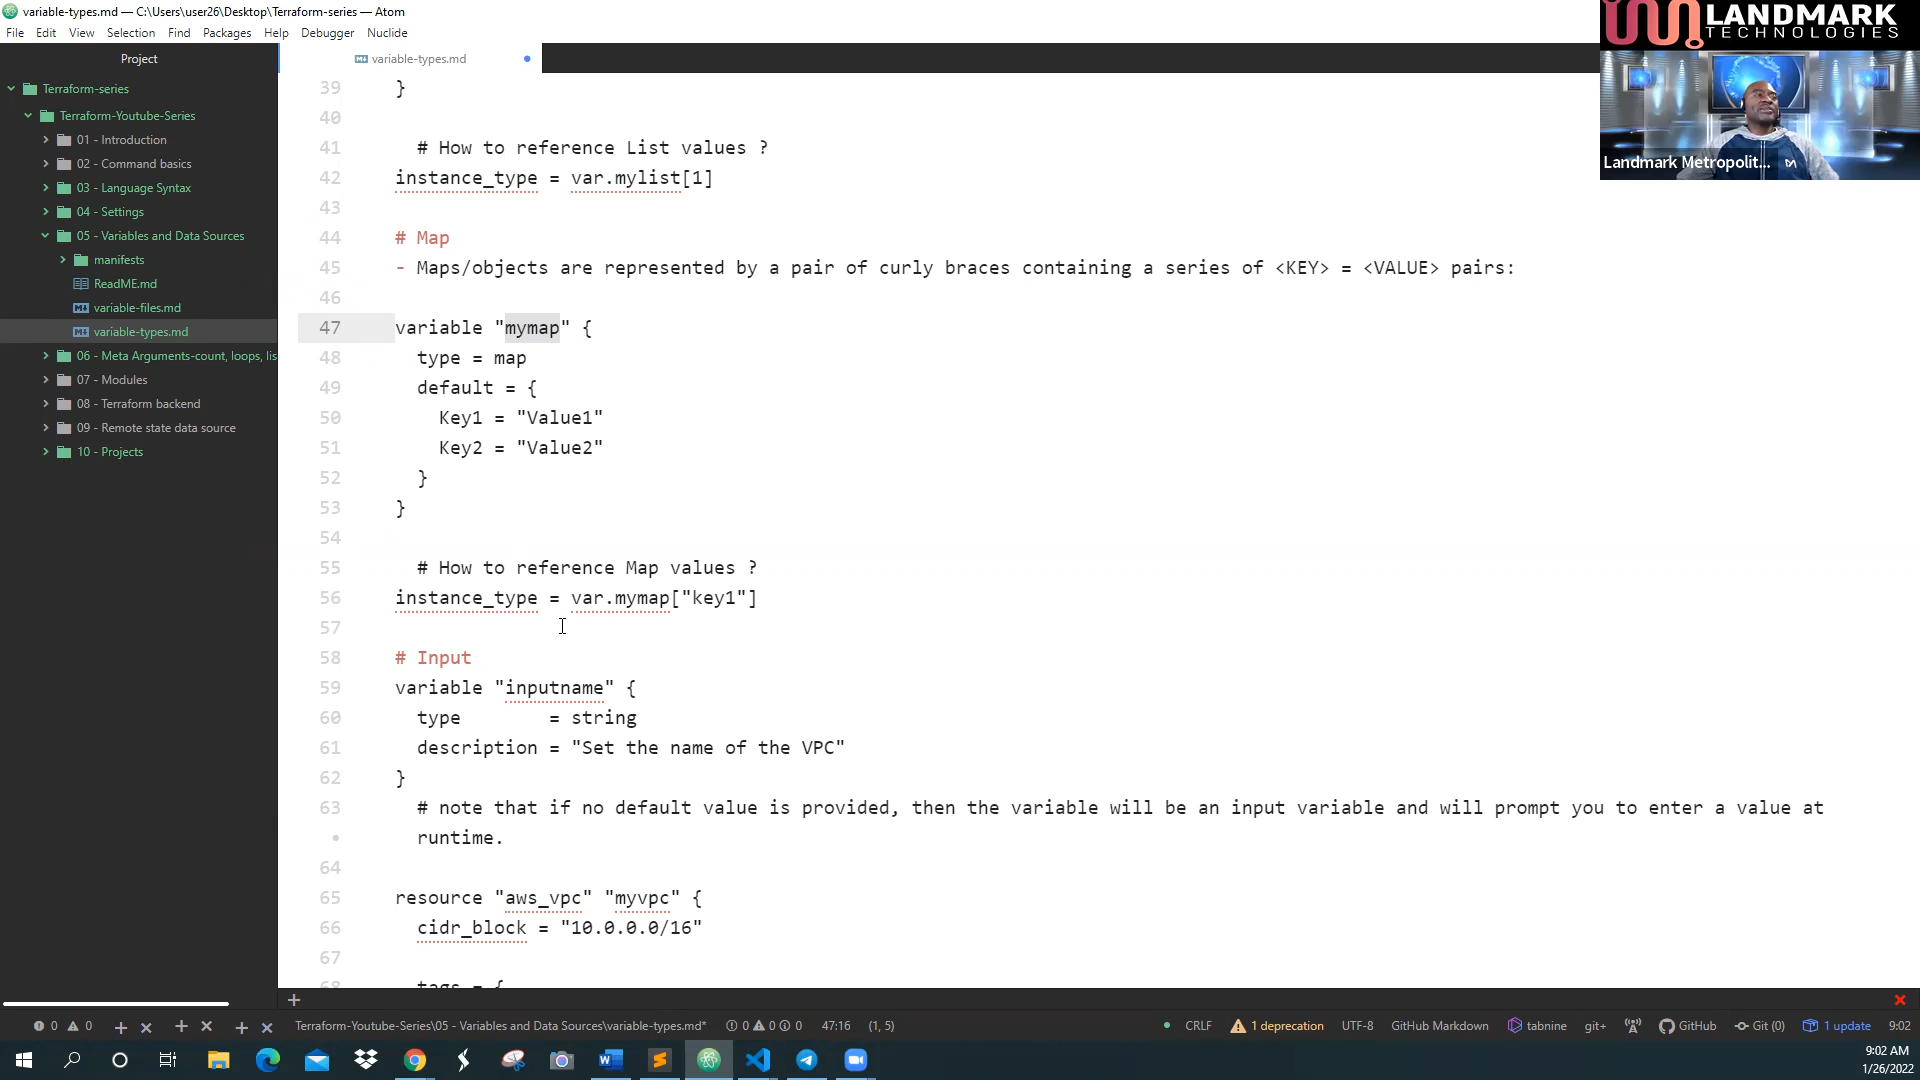 variable-types.md — C:\Users\user26\Desktop\Terraform-series — Atom
File Edit View Selection Find Packages Help Debugger Nuclide
Project
variable-types.md
Terraform-series
Terraform-Youtube-Series
01 - Introduction
02 - Command basics
03 - Language Syntax
04 - Settings
05 - Variables and Data Sources
manifests
ReadME.md
variable-files.md
variable-types.md
06 - Meta Arguments-count, loops, lis
07 - Modules
08 - Terraform backend
09 - Remote state data source
10 - Projects
39 }
40
41 # How to reference List values ?
42 instance_type = var.mylist[1]
43
44 # Map
45 - Maps/objects are represented by a pair of curly braces containing a series of <KEY> = <VALUE> pairs:
46
47 variable "mymap" {
48 type = map
49 default = {
50 Key1 = "Value1"
51 Key2 = "Value2"
52 }
53 }
54
55 # How to reference Map values ?
56 instance_type = var.mymap["key1"]
57
58 # Input
59 variable "inputname" {
60 type = string
61 description = "Set the name of the VPC"
62 }
63 # note that if no default value is provided, then the variable will be an input variable and will prompt you to enter a value at
• runtime.
64
65 resource "aws_vpc" "myvpc" {
66 cidr_block = "10.0.0.0/16"
67
68 tags = {
LANDMARK
TECHNOLOGIES
Landmark Metropolit...
0 0 Terraform-Youtube-Series\05 - Variables and Data Sources\variable-types.md* 0 0 0 47:16 (1, 5) CRLF 1 deprecation UTF-8 GitHub Markdown tabnine git+ GitHub Git (0) 1 update 9:02
9:02 AM
1/26/2022